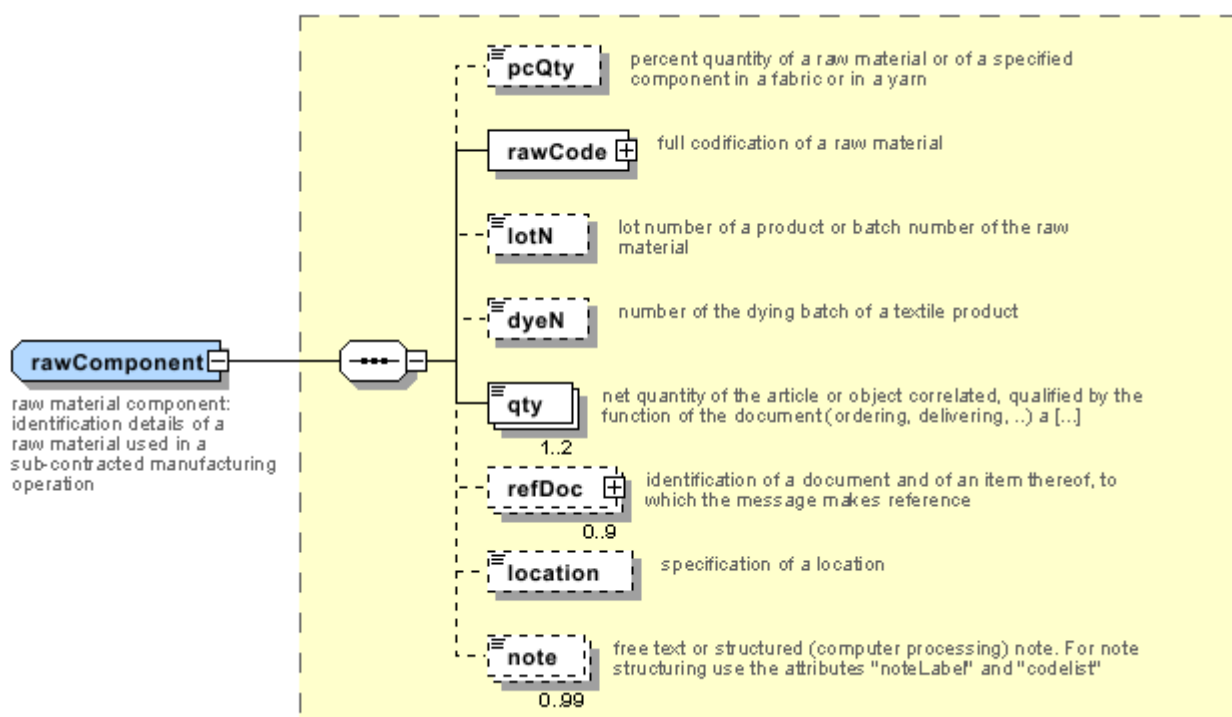 pcQty
percent quantity of a raw material or of a specified
component in a fabric or in a yarn
rawCode
full codification of a raw material
lotN
lot number of a product or batch number of the raw
material
dyeN
number of the dying batch of a textile product
rawComponent
raw material component:
identification details of a
raw material used in a
sub-contracted manufacturing
operation
qty
net quantity of the article or object correlated, qualified by the
function of the document (ordering, delivering, ..) a [...]
1..2
refDoc
identification of a document and of an item thereof, to
which the message makes reference
0..9
location
specification of a location
note
free text or structured (computer processing) note. For note
structuring use the attributes "noteLabel" and "codelist"
0..99